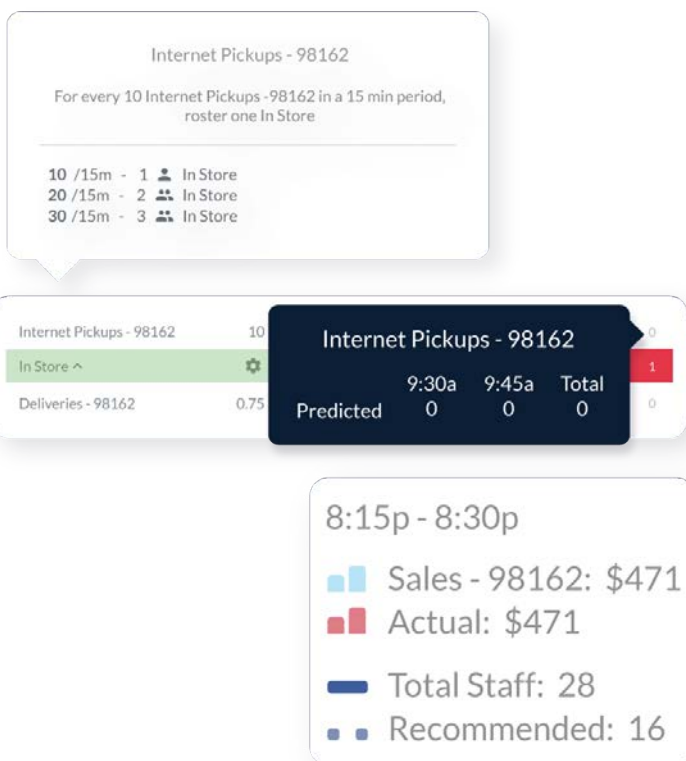 Internet Pickups - 98162
For every 10 Internet Pickups -98162 in a 15 min period,
roster one In Store
10 /15m - 1 In Store
20 /15m - 2 In Store
30 /15m - 3 In Store
Internet Pickups - 98162 10 0
In Store 1
Deliveries - 98162 0.75 0
Internet Pickups - 98162
9:30a 9:45a Total
Predicted 0 0 0
8:15p - 8:30p
Sales - 98162: $471
Actual: $471
Total Staff: 28
Recommended: 16